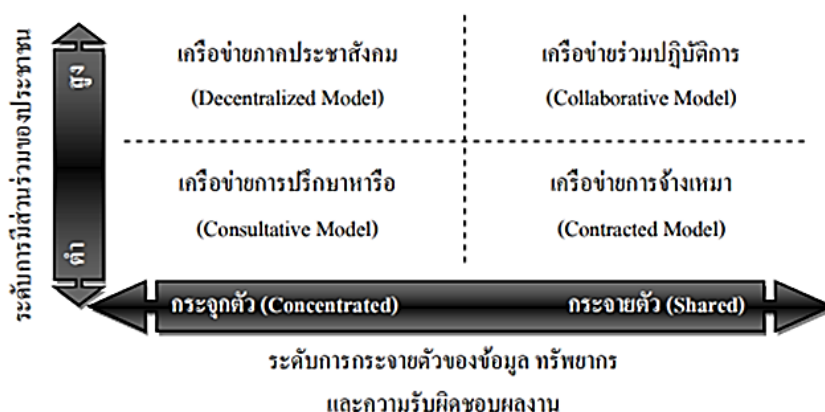 ระดับการมีส่วนร่วมของประชาชน
สูง
ต่ำ
เครือข่ายภาคประชาสังคม
(Decentralized Model)
เครือข่ายร่วมปฏิบัติการ
(Collaborative Model)
เครือข่ายการปรึกษาหารือ
(Consultative Model)
เครือข่ายการจ้างเหมา
(Contracted Model)
กระจุกตัว (Concentrated)
กระจายตัว (Shared)
ระดับการกระจายตัวของข้อมูล ทรัพยากร
และความรับผิดชอบผลงาน